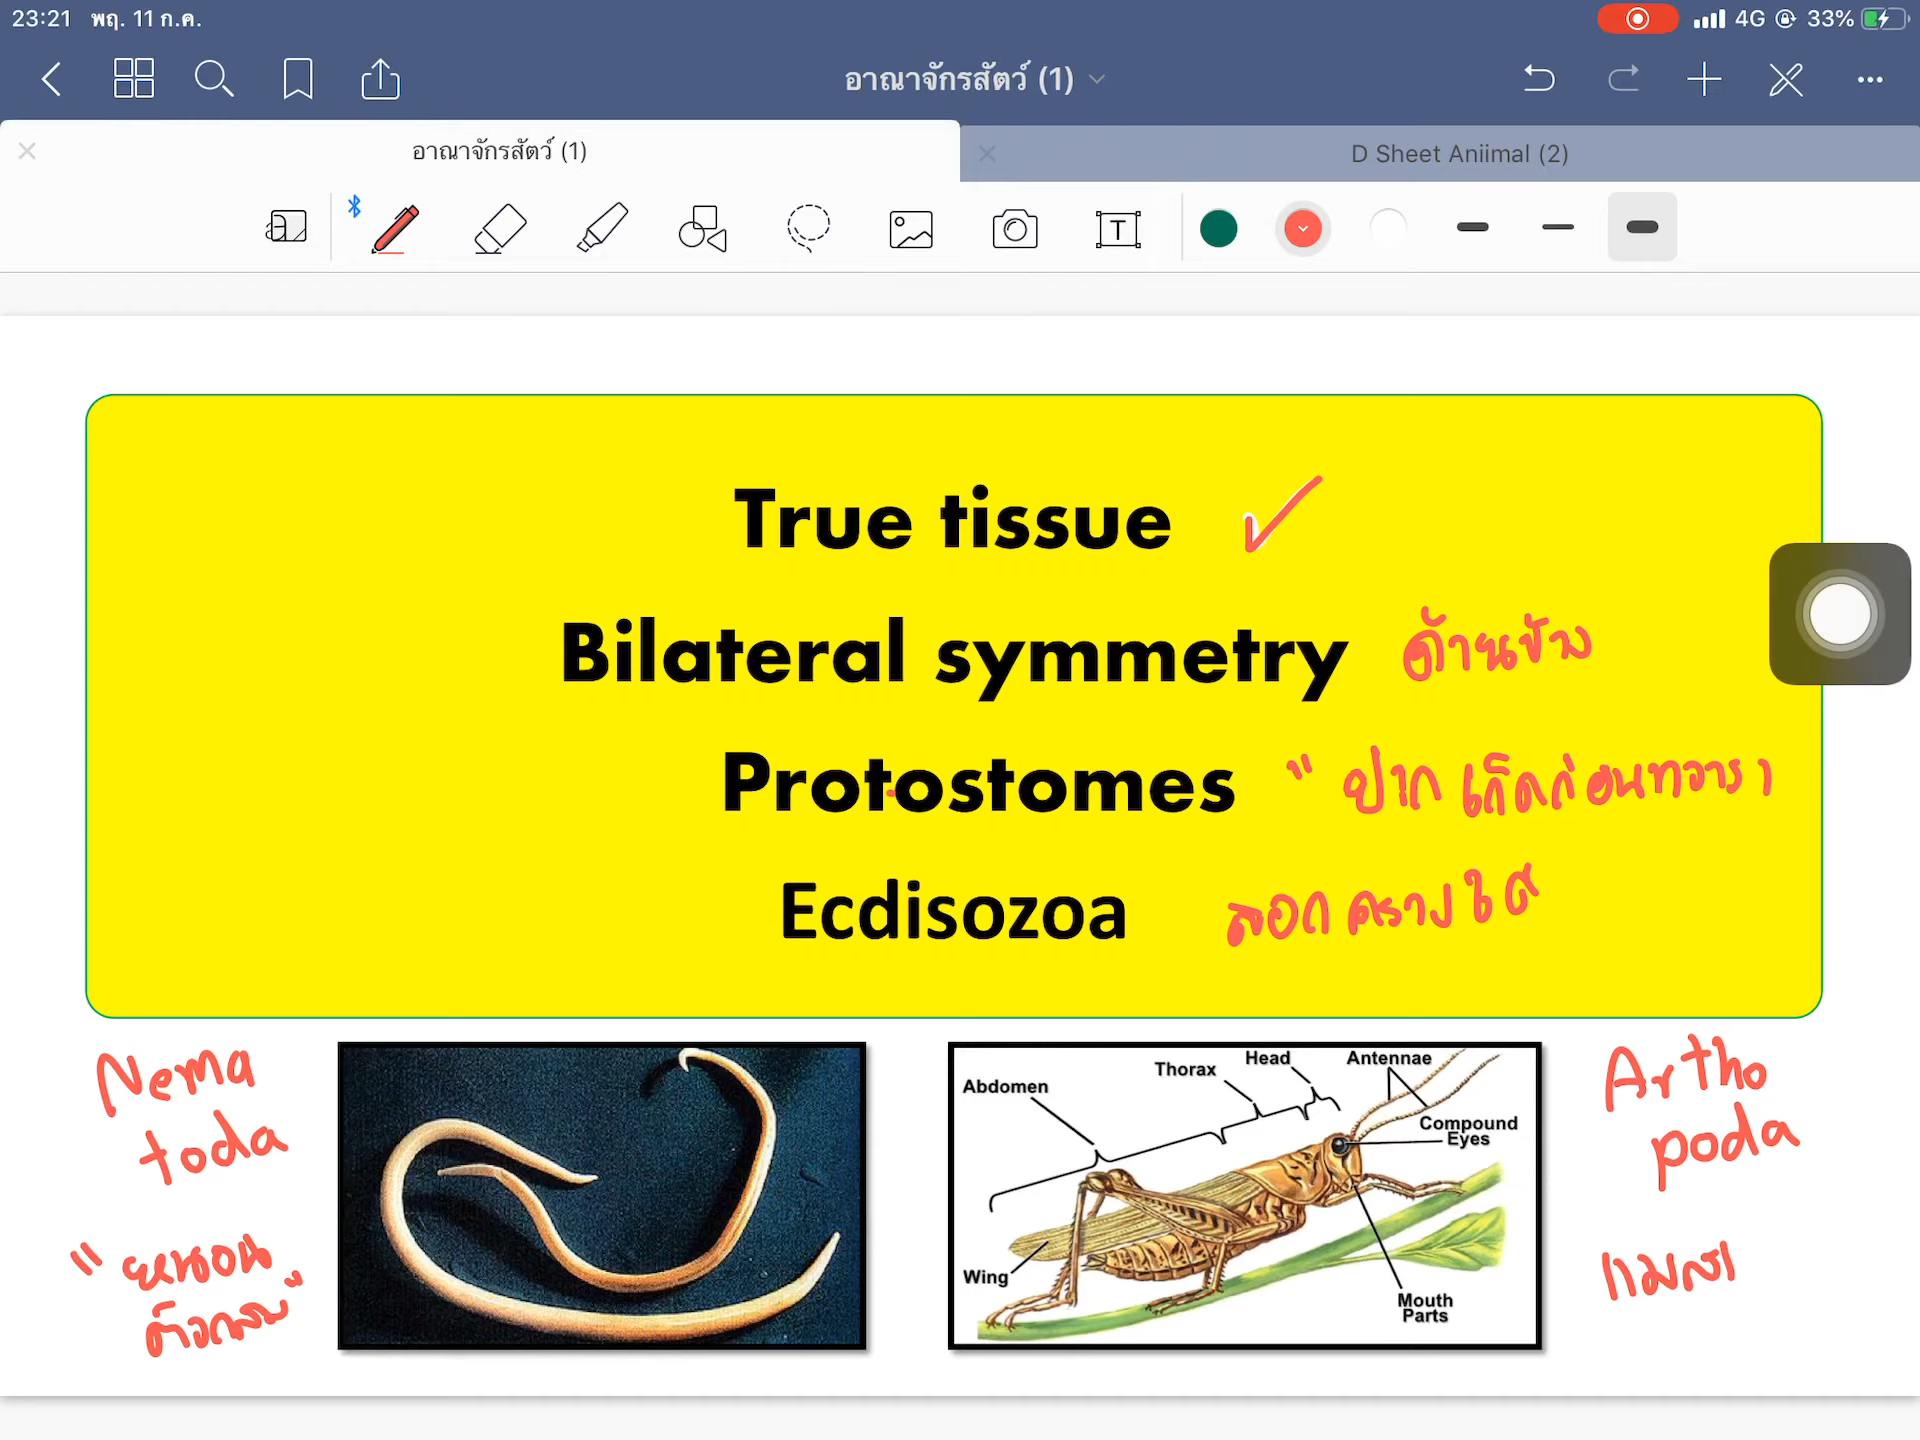 23:21 พฤ. 11 ก.ค.
4G 33%
อาณาจักรสัตว์ (1)
อาณาจักรสัตว์ (1)
D Sheet Aniimal (2)
T
True tissue
Bilateral symmetry ด้านข้าง
Protostomes "ปากเกิดก่อนทวาร
Ecdisozoa ลอกคราบได้
Nema
toda
"หนอน
ตัวกลม"
Abdomen
Thorax
Head
Antennae
Compound
Eyes
Wing
Mouth
Parts
Artho
poda
แมลง